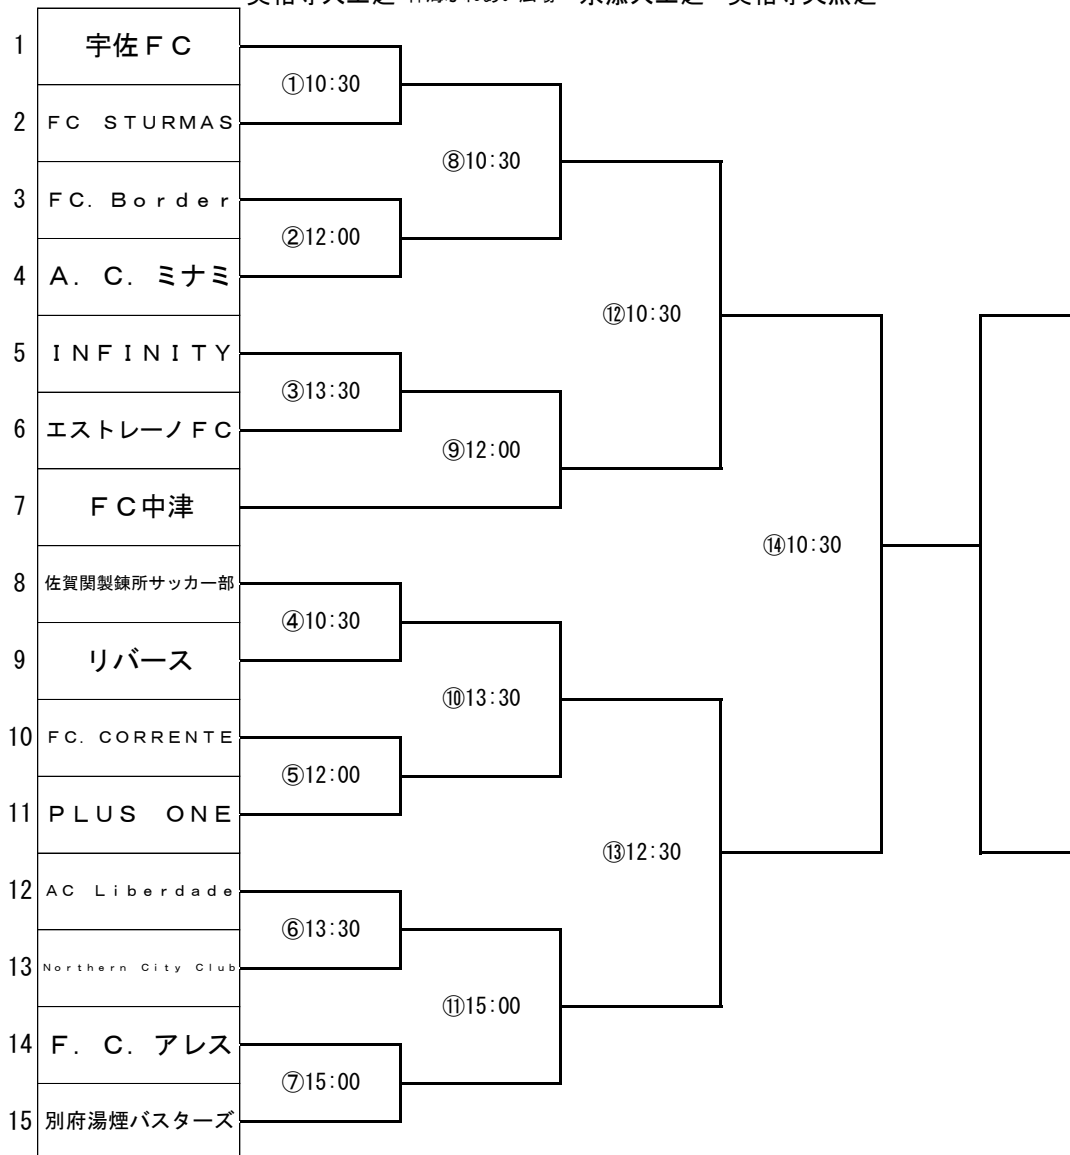 1 宇佐ＦＣ
①10:30
2 ＦＣ　ＳＴＵＲＭＡＳ
⑧10:30
3 ＦＣ．Ｂｏｒｄｅｒ
②12:00
4 Ａ．Ｃ．ミナミ
⑫10:30
5 ＩＮＦＩＮＩＴＹ
③13:30
6 エストレーノＦＣ
⑨12:00
7 ＦＣ中津
⑭10:30
8 佐賀関製錬所サッカー部
④10:30
9 リバース
⑩13:30
10 ＦＣ．ＣＯＲＲＥＮＴＥ
⑤12:00
11 ＰＬＵＳ　ＯＮＥ
⑬12:30
12 ＡＣ　Ｌｉｂｅｒｄａｄｅ
⑥13:30
13 Ｎｏｒｔｈｅｒｎ　Ｃｉｔｙ　Ｃｌｕｂ
⑪15:00
14 Ｆ．Ｃ．アレス
⑦15:00
15 別府湯煙バスターズ